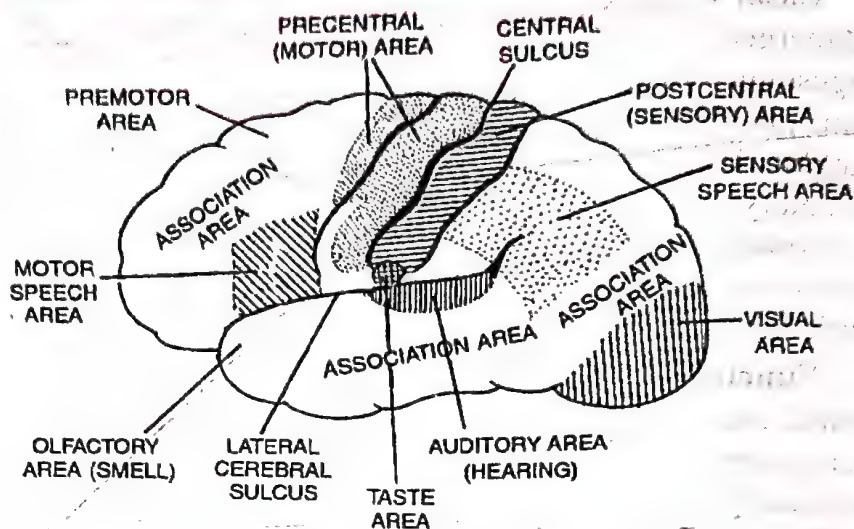 PRECENTRAL
(MOTOR) AREA
CENTRAL
SULCUS
PREMOTOR
AREA
POSTCENTRAL
(SENSORY) AREA
ASSOCIATION
AREA
SENSORY
SPEECH AREA
MOTOR
SPEECH
AREA
ASSOCIATION
AREA
ASSOCIATION AREA
VISUAL
AREA
OLFACTORY
AREA (SMELL)
LATERAL
CEREBRAL
SULCUS
TASTE
AREA
AUDITORY AREA
(HEARING)